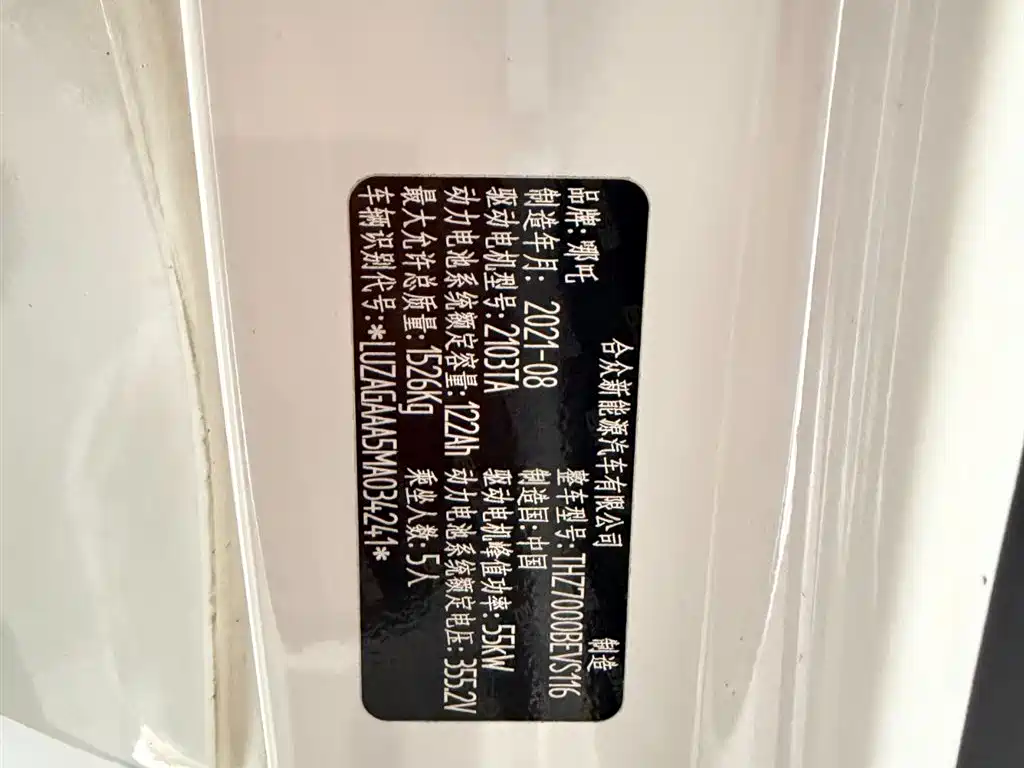 合众新能源汽车有限公司 制造
品牌:哪吒 整车型号:THZ7000BEVS116
制造年月: 2021-08 制造国:中国
驱动电机型号:2103TA 驱动电机峰值功率:55kW
动力电池系统额定容量:122Ah 动力电池系统额定电压:355.2V
最大允许总质量:1526Kg 乘坐人数:5人
车辆识别代号:*LUZAGAAA5MA034241*